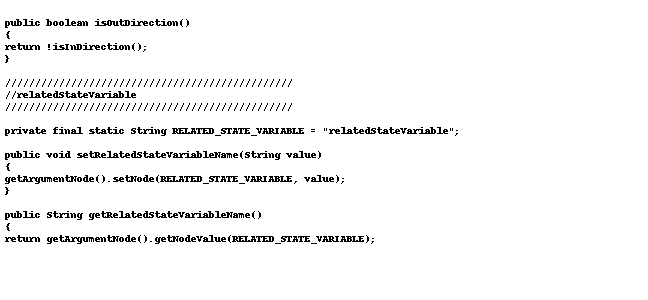 public boolean isOutDirection()
{
return !isInDirection();
}
////////////////////////////////////////////////
//relatedStateVariable
////////////////////////////////////////////////
private final static String RELATED_STATE_VARIABLE = "relatedStateVariable";
public void setRelatedStateVariableName(String value)
{
getArgumentNode().setNode(RELATED_STATE_VARIABLE, value);
}
public String getRelatedStateVariableName()
{
return getArgumentNode().getNodeValue(RELATED_STATE_VARIABLE);